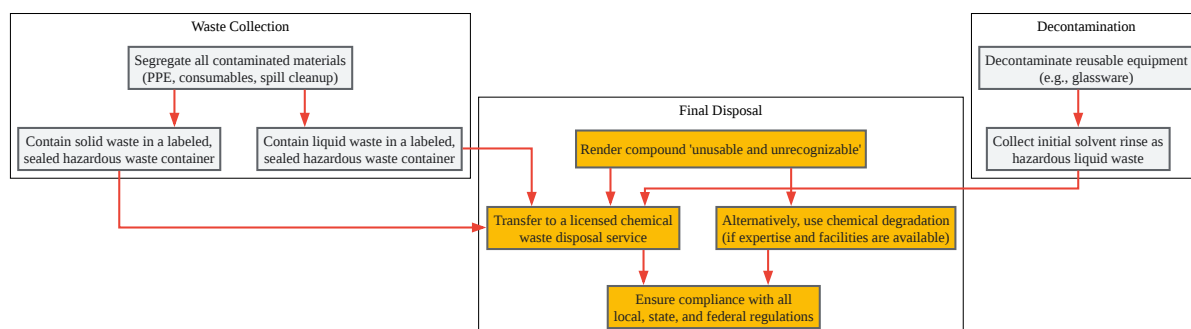 Waste Collection
Segregate all contaminated materials
(PPE, consumables, spill cleanup)
Contain solid waste in a labeled,
sealed hazardous waste container
Contain liquid waste in a labeled,
sealed hazardous waste container
Decontamination
Decontaminate reusable equipment
(e.g., glassware)
Collect initial solvent rinse as
hazardous liquid waste
Final Disposal
Render compound 'unusable and unrecognizable'
Transfer to a licensed chemical
waste disposal service
Alternatively, use chemical degradation
(if expertise and facilities are available)
Ensure compliance with all
local, state, and federal regulations